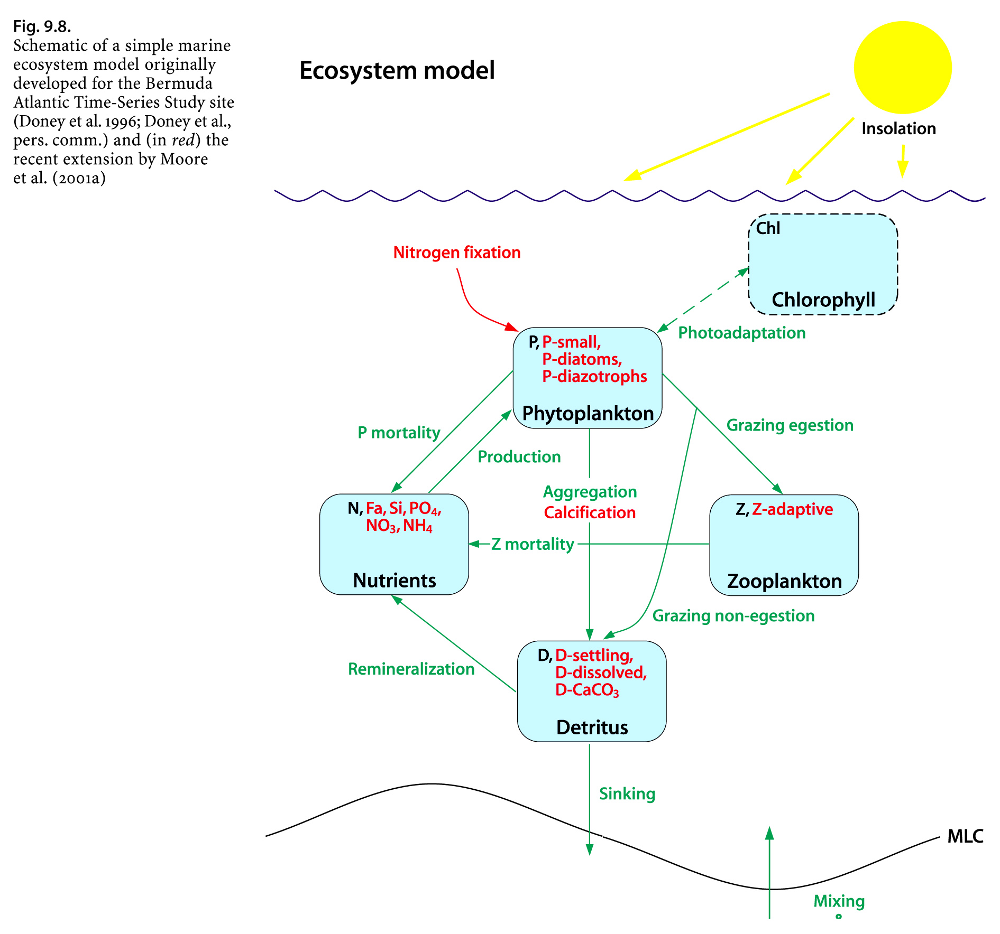 Fig. 9.8.
Schematic of a simple marine
ecosystem model originally
developed for the Bermuda
Atlantic Time-Series Study site
(Doney et al. 1996; Doney et al.,
pers. comm.) and (in red) the
recent extension by Moore
et al. (2001a)
Ecosystem model
Insolation
Chl
Chlorophyll
Nitrogen fixation
Photoadaptation
P, P-small,
P-diatoms,
P-diazotrophs
Phytoplankton
P mortality
Production
Grazing egestion
Aggregation
Calcification
N, Fa, Si, PO₄,
NO₃, NH₄
Nutrients
Z mortality
Z, Z-adaptive
Zooplankton
Grazing non-egestion
Remineralization
D, D-settling,
D-dissolved,
D-CaCO₃
Detritus
Sinking
MLC
Mixing